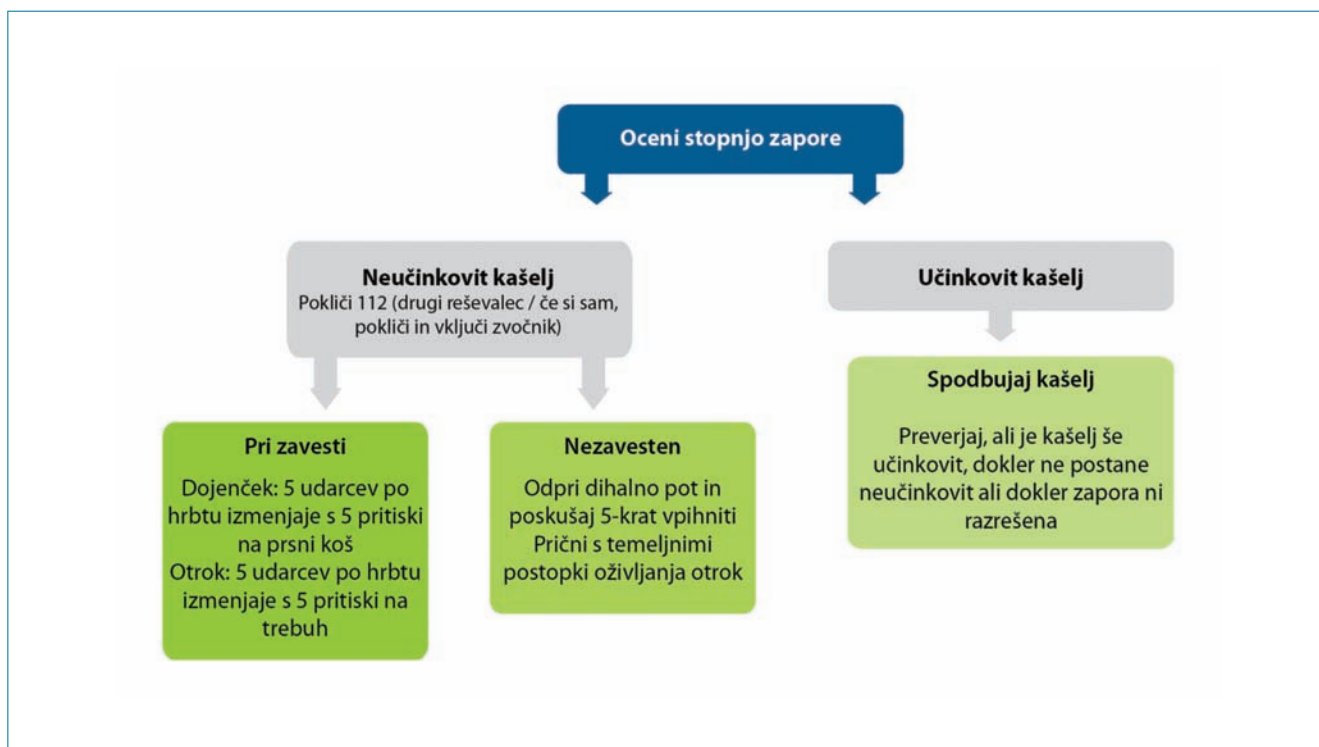 Oceni stopnjo zapore
Neučinkovit kašelj
Pokliči 112 (drugi reševalec / če si sam,
pokliči in vključi zvočnik)
Učinkovit kašelj
Pri zavesti
Dojenček: 5 udarcev po
hrbtu izmenjaje s 5 pritiski
na prsni koš
Otrok: 5 udarcev po hrbtu
izmenjaje s 5 pritiski na
trebuh
Nezavesten
Odpri dihalno pot in
poskušaj 5-krat vpihniti
Prični s temeljnimi
postopki oživljanja otrok
Spodbujaj kašelj
Preverjaj, ali je kašelj še
učinkovit, dokler ne postane
neučinkovit ali dokler zapora ni
razrešena